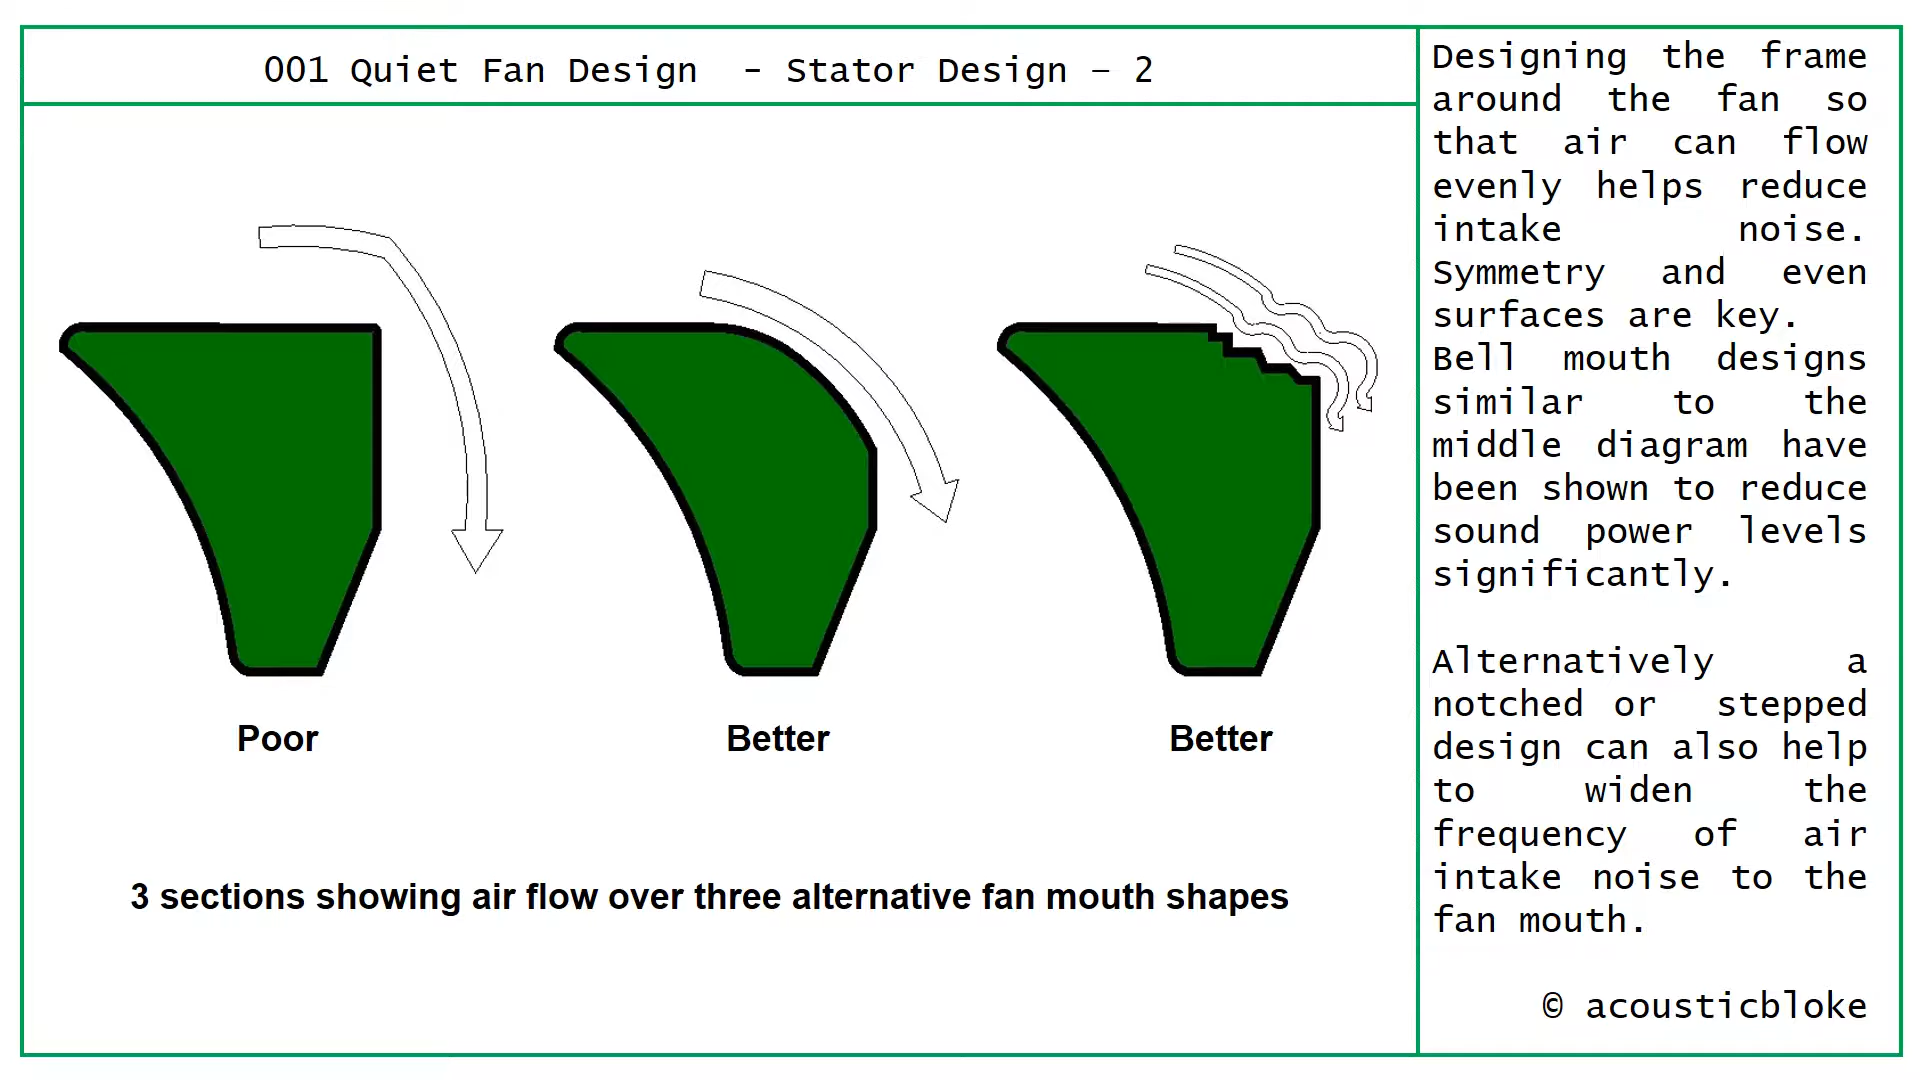 001 Quiet Fan Design  - Stator Design – 2
Poor
Better
Better
3 sections showing air flow over three alternative fan mouth shapes
Designing the frame
around the fan so
that air can flow
evenly helps reduce
intake noise.
Symmetry and even
surfaces are key.
Bell mouth designs
similar to the
middle diagram have
been shown to reduce
sound power levels
significantly.
Alternatively a
notched or stepped
design can also help
to widen the
frequency of air
intake noise to the
fan mouth.
© acousticbloke